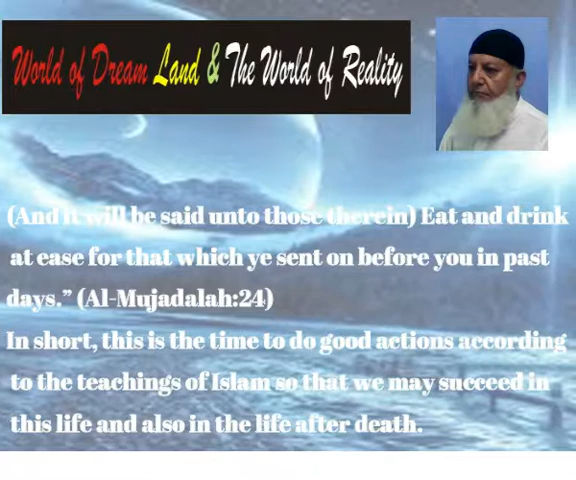 World of Dream Land & The World of Reality
(And it will be said unto those therein) Eat and drink
at ease for that which ye sent on before you in past
days.” (Al-Mujadalah:24)
In short, this is the time to do good actions according
to the teachings of Islam so that we may succeed in
this life and also in the life after death.